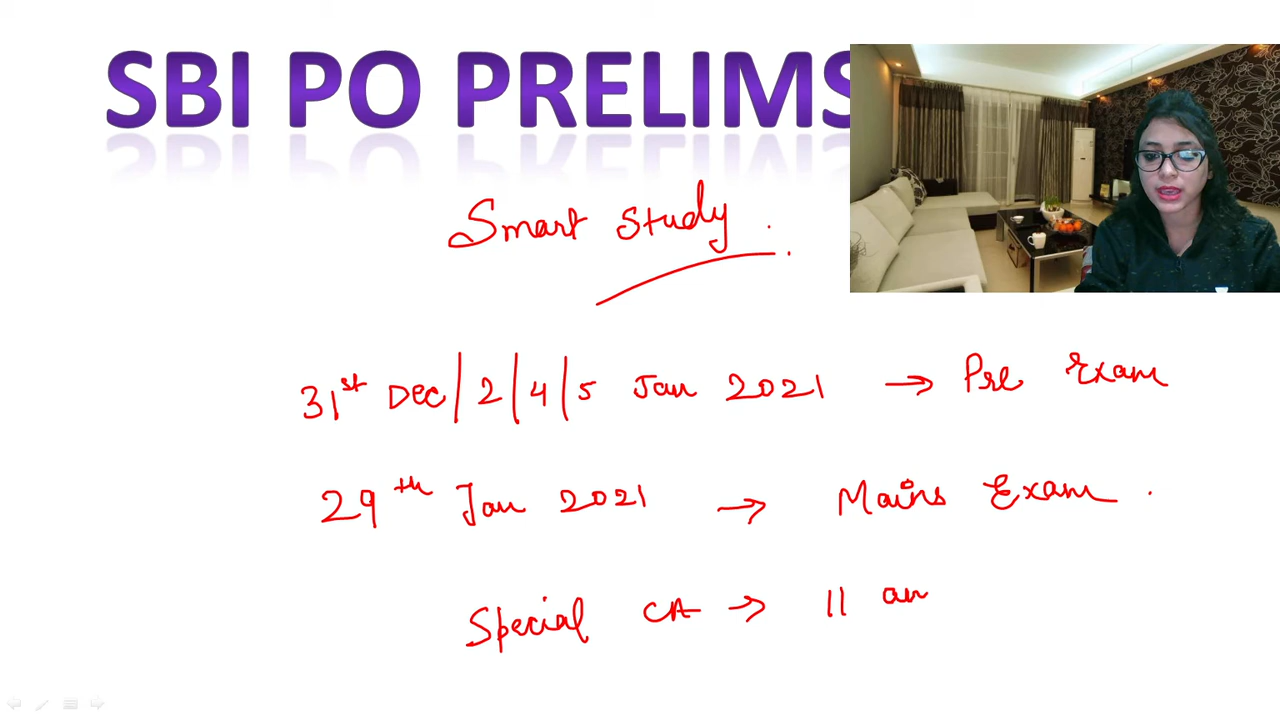 SBI PO PRELIMS
Smart Study.
31st Dec/2/4/5 Jan 2021 → Pre Exam
29th Jan 2021 → Mains Exam.
Special CA → 11 am